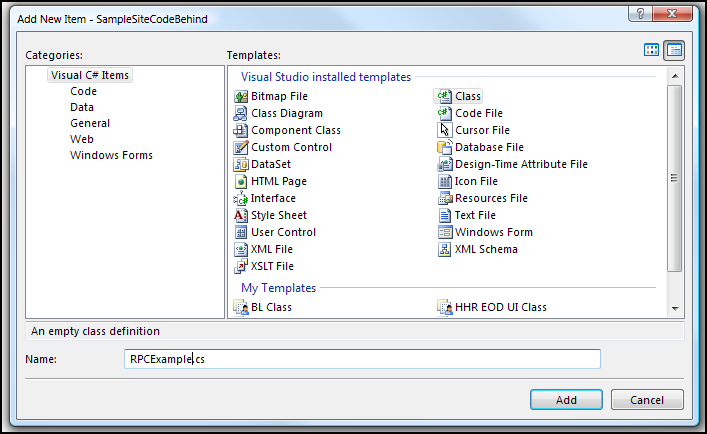 Add New Item - SampleSiteCodeBehind
Categories: Templates:
Visual C# Items
Code
Data
General
Web
Windows Forms
Visual Studio installed templates
Bitmap File Class
Class Diagram Code File
Component Class Cursor File
Custom Control Database File
DataSet Design-Time Attribute File
HTML Page Icon File
Interface Resources File
Style Sheet Text File
User Control Windows Form
XML File XML Schema
XSLT File
My Templates
BL Class HHR EOD UI Class
An empty class definition
Name: RPCExample.cs
Add Cancel